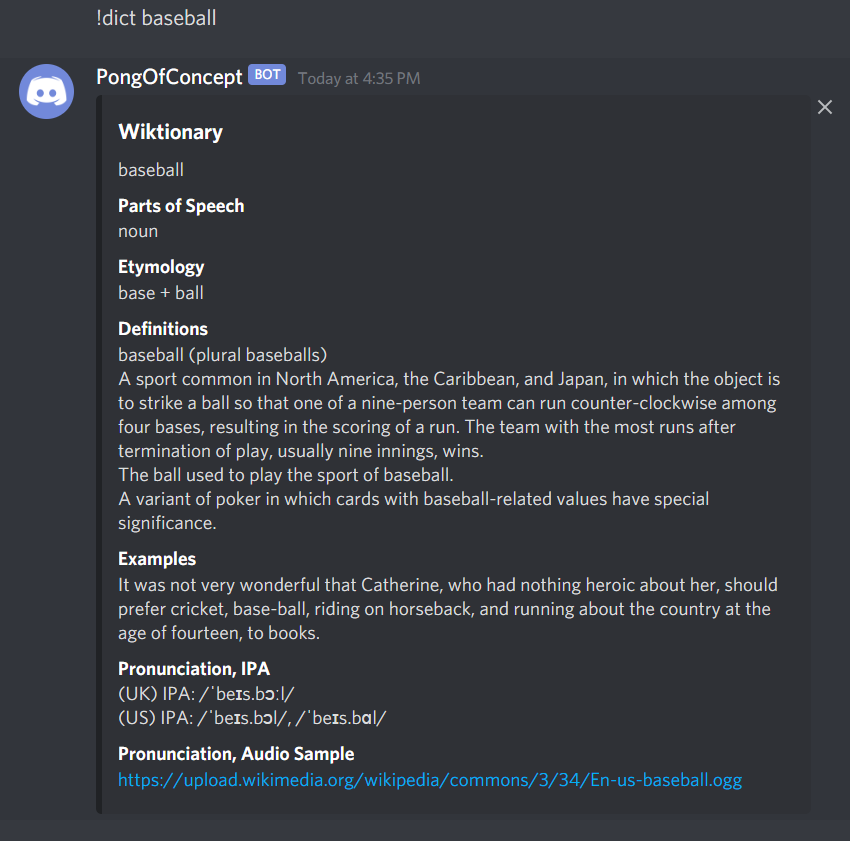 !dict baseball
PongOfConcept BOT Today at 4:35 PM
Wiktionary
baseball
Parts of Speech
noun
Etymology
base + ball
Definitions
baseball (plural baseballs)
A sport common in North America, the Caribbean, and Japan, in which the object is
to strike a ball so that one of a nine-person team can run counter-clockwise among
four bases, resulting in the scoring of a run. The team with the most runs after
termination of play, usually nine innings, wins.
The ball used to play the sport of baseball.
A variant of poker in which cards with baseball-related values have special
significance.
Examples
It was not very wonderful that Catherine, who had nothing heroic about her, should
prefer cricket, base-ball, riding on horseback, and running about the country at the
age of fourteen, to books.
Pronunciation, IPA
(UK) IPA: /ˈbeɪs.bɔːl/
(US) IPA: /ˈbeɪs.bɔl/, /ˈbeɪs.bɑl/
Pronunciation, Audio Sample
https://upload.wikimedia.org/wikipedia/commons/3/34/En-us-baseball.ogg